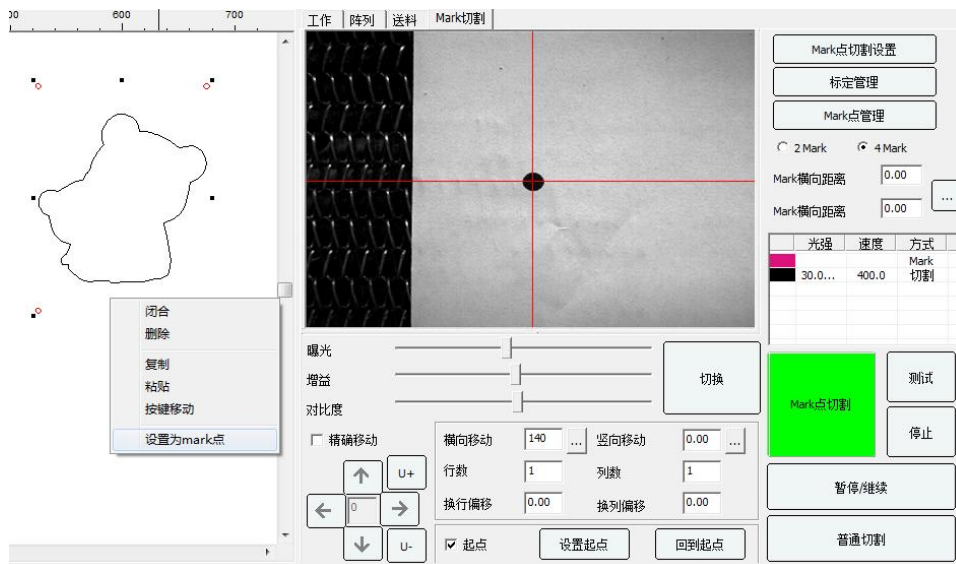 00 600 700
工作 阵列 送料 Mark切割
Mark点切割设置
标定管理
Mark点管理
2 Mark 4 Mark
Mark横向距离 0.00
Mark横向距离 0.00 ...
光强 速度 方式
Mark
30.0... 400.0 切割
闭合
删除
复制
粘贴
按键移动
设置为mark点
曝光
增益
对比度
切换
Mark点切割
测试
停止
精确移动
横向移动 140 ... 竖向移动 0.00 ...
行数 1 列数 1
换行偏移 0.00 换列偏移 0.00
U+
0
U-
起点 设置起点 回到起点
暂停/继续
普通切割